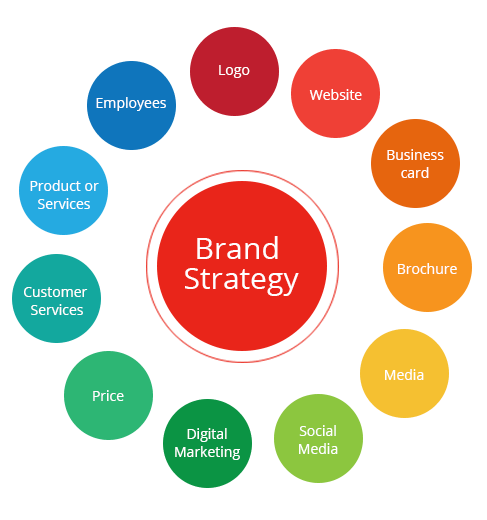 Logo
Website
Business
card
Brochure
Media
Social
Media
Digital
Marketing
Price
Customer
Services
Product or
Services
Employees
Brand
Strategy